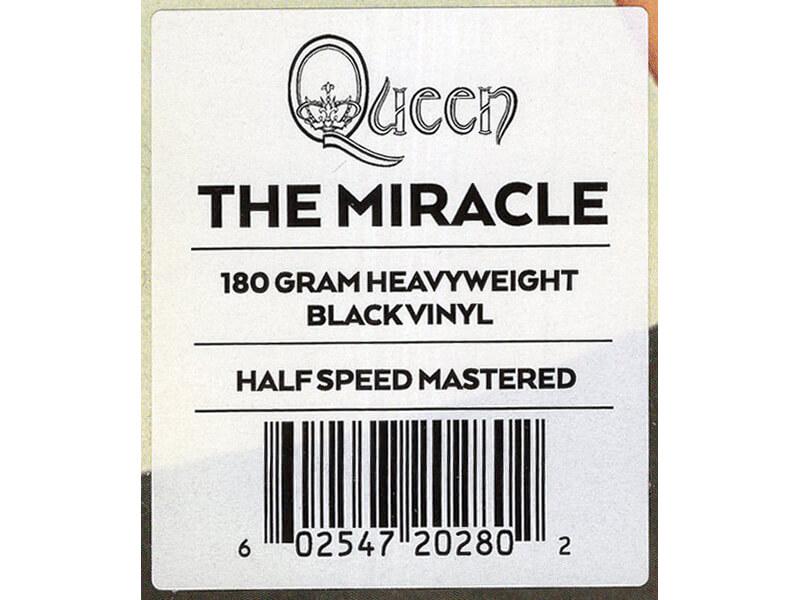 Queen
THE MIRACLE
180 GRAM HEAVYWEIGHT
BLACK VINYL
HALF SPEED MASTERED
6 02547 20280 2